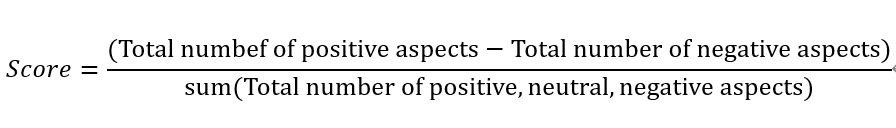 Score = (Total numbef of positive aspects − Total number of negative aspects)
sum(Total number of positive, neutral, negative aspects)